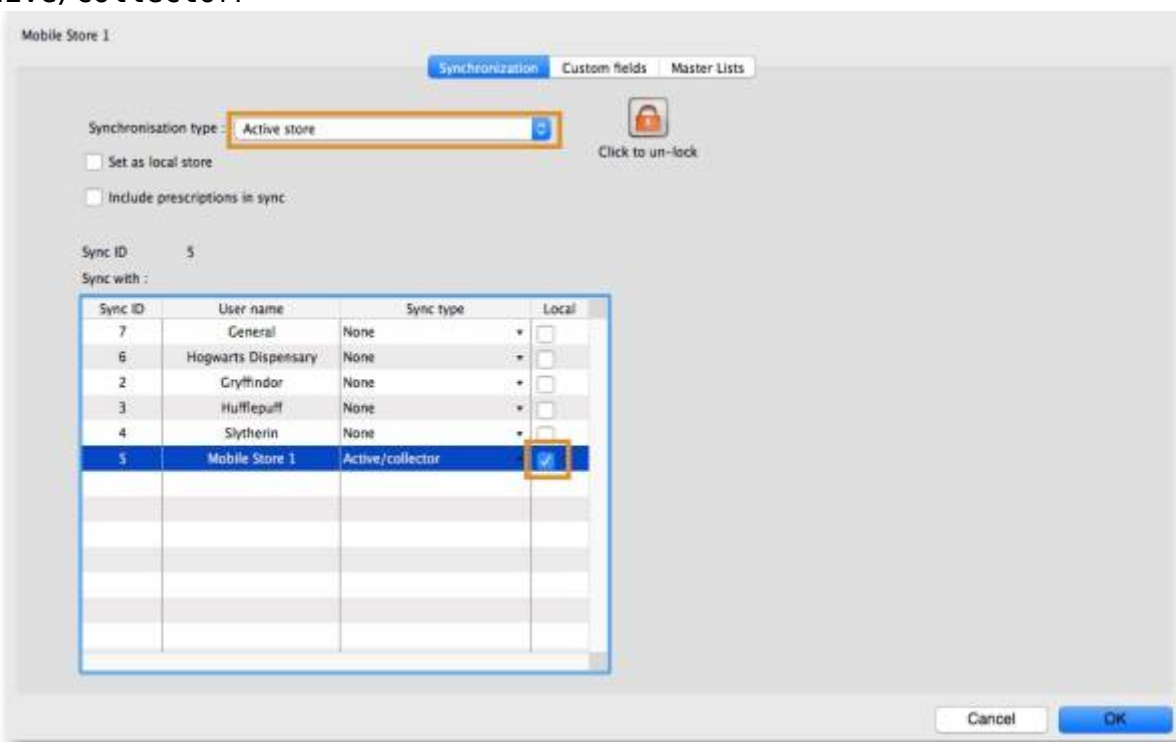 Mobile Store 1
Synchronization Custom fields Master Lists
Synchronisation type : Active store
Click to un-lock
Set as local store
Include prescriptions in sync
Sync ID 5
Sync with :
Sync ID User name Sync type Local
7 General None
6 Hogwarts Dispensary None
2 Gryffindor None
3 Hufflepuff None
4 Slytherin None
5 Mobile Store 1 Active/collector
Cancel OK